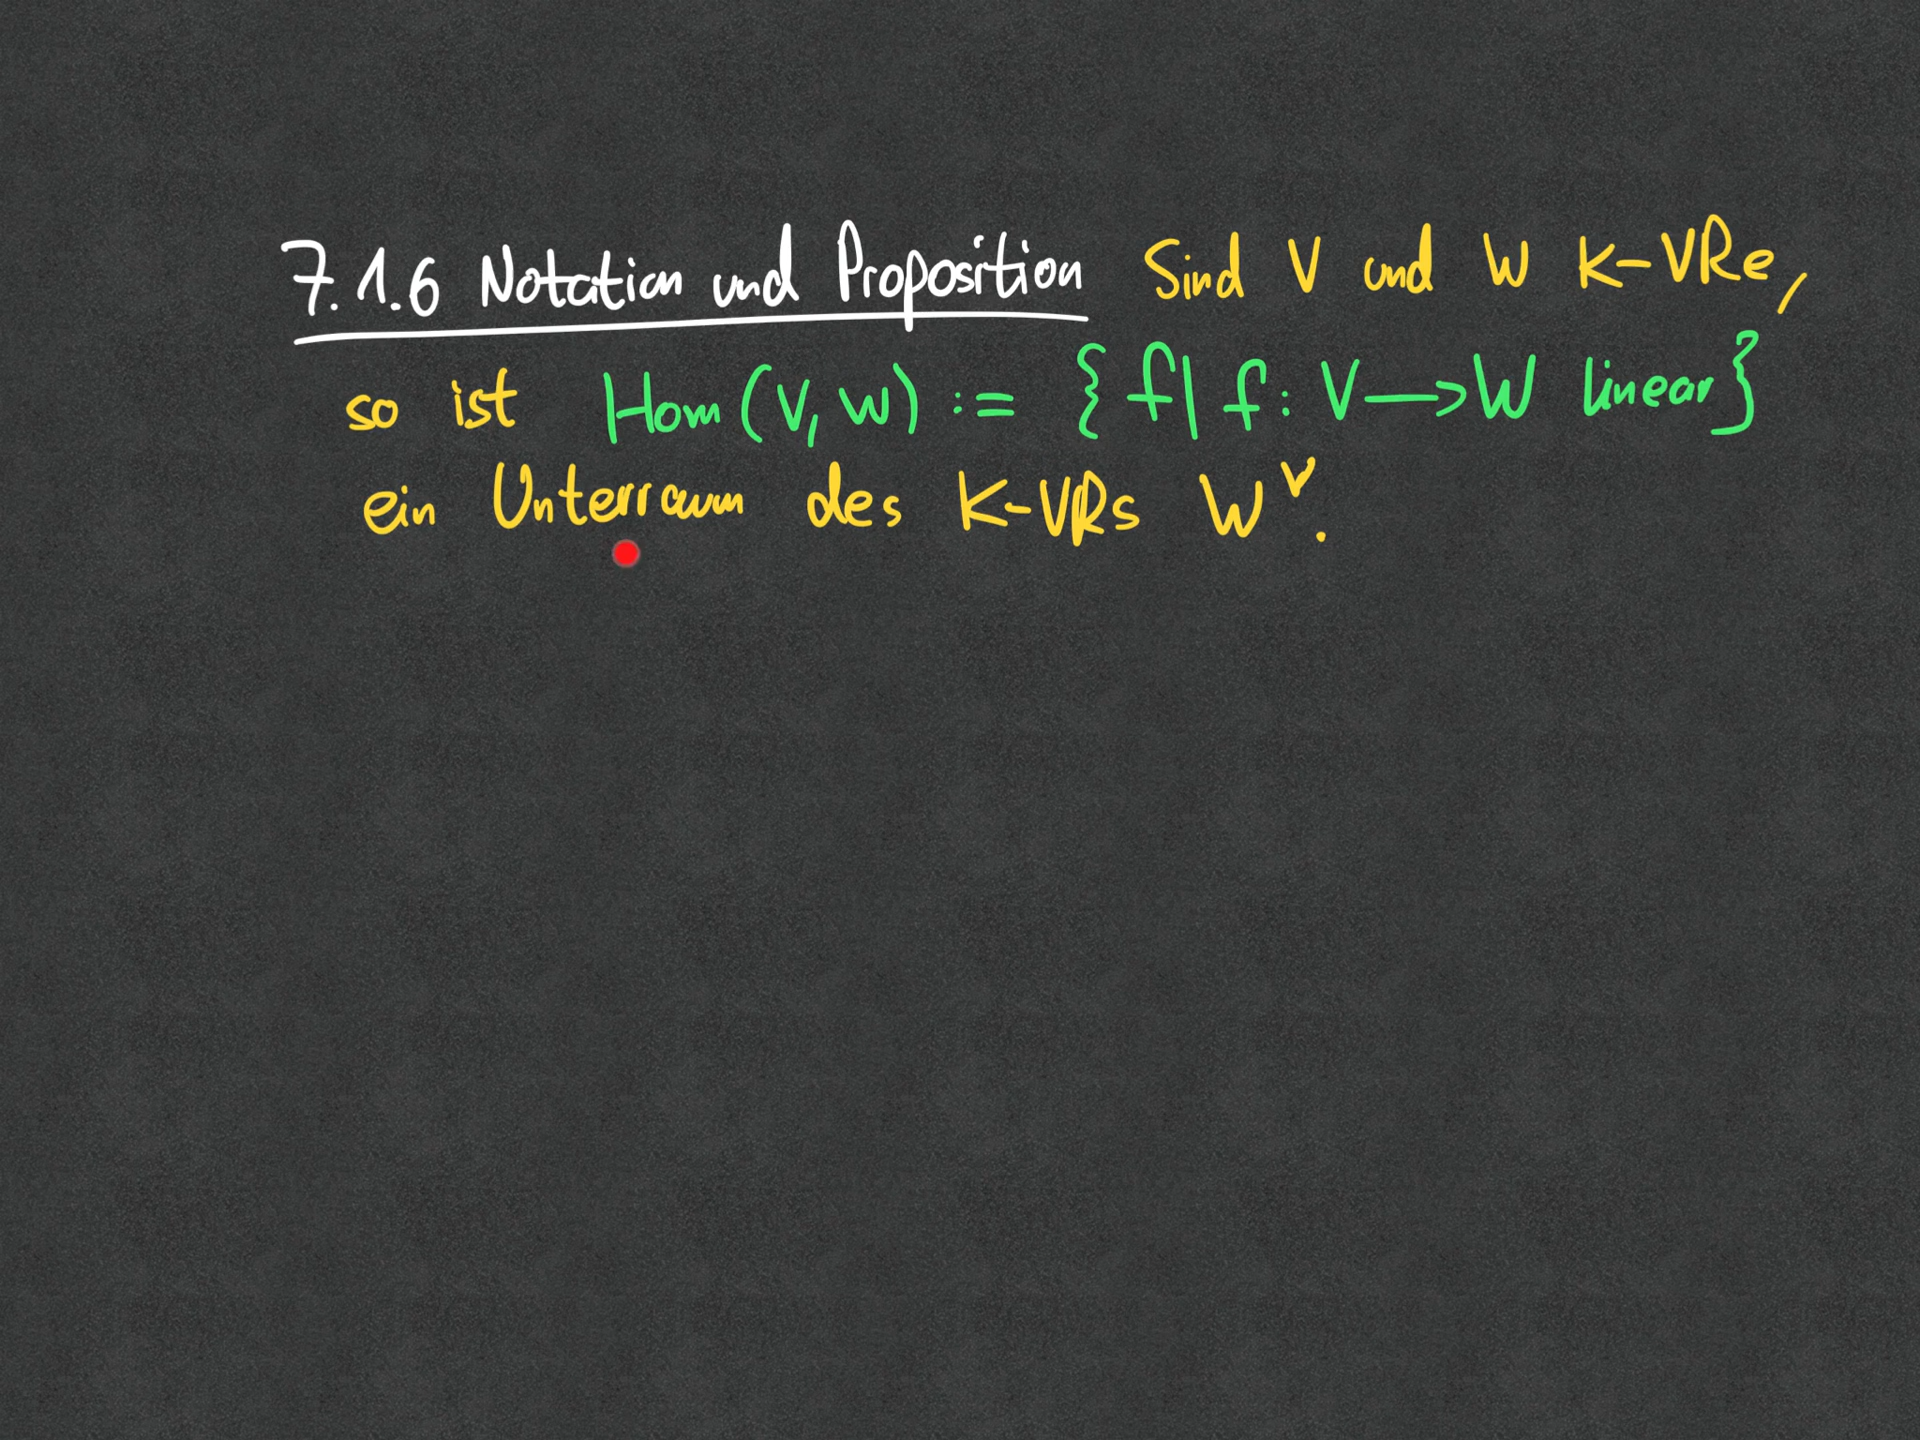 7.1.6 Notation und Proposition Sind V und W K-VRe,
so ist Hom(V, W) := { f | f: V ⟶ W linear }
ein Unterraum des K-VRs W^V.